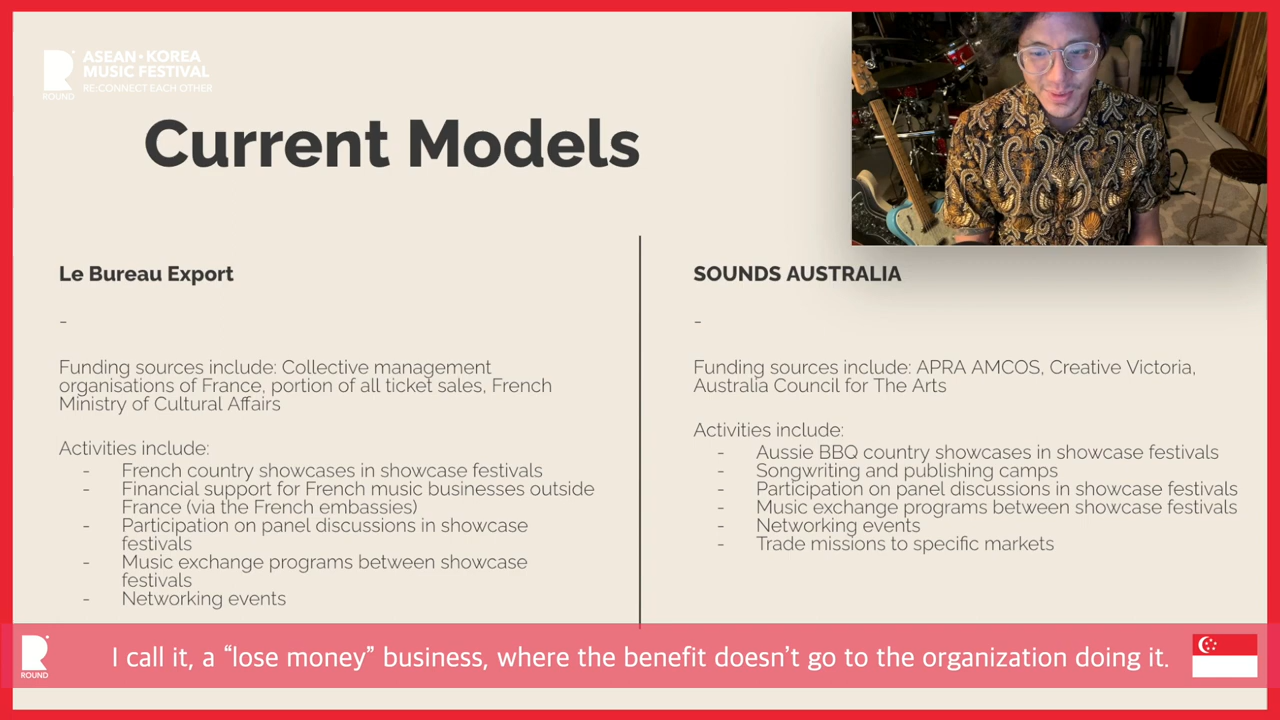 ASEAN•KOREA
MUSIC FESTIVAL
RE:CONNECT EACH OTHER
R
ROUND
Current Models
Le Bureau Export
-
Funding sources include: Collective management
organisations of France, portion of all ticket sales, French
Ministry of Cultural Affairs
Activities include:
- French country showcases in showcase festivals
- Financial support for French music businesses outside
France (via the French embassies)
- Participation on panel discussions in showcase
festivals
- Music exchange programs between showcase
festivals
- Networking events
SOUNDS AUSTRALIA
-
Funding sources include: APRA AMCOS, Creative Victoria,
Australia Council for The Arts
Activities include:
- Aussie BBQ country showcases in showcase festivals
- Songwriting and publishing camps
- Participation on panel discussions in showcase festivals
- Music exchange programs between showcase festivals
- Networking events
- Trade missions to specific markets
R
ROUND
I call it, a “lose money” business, where the benefit doesn’t go to the organization doing it.